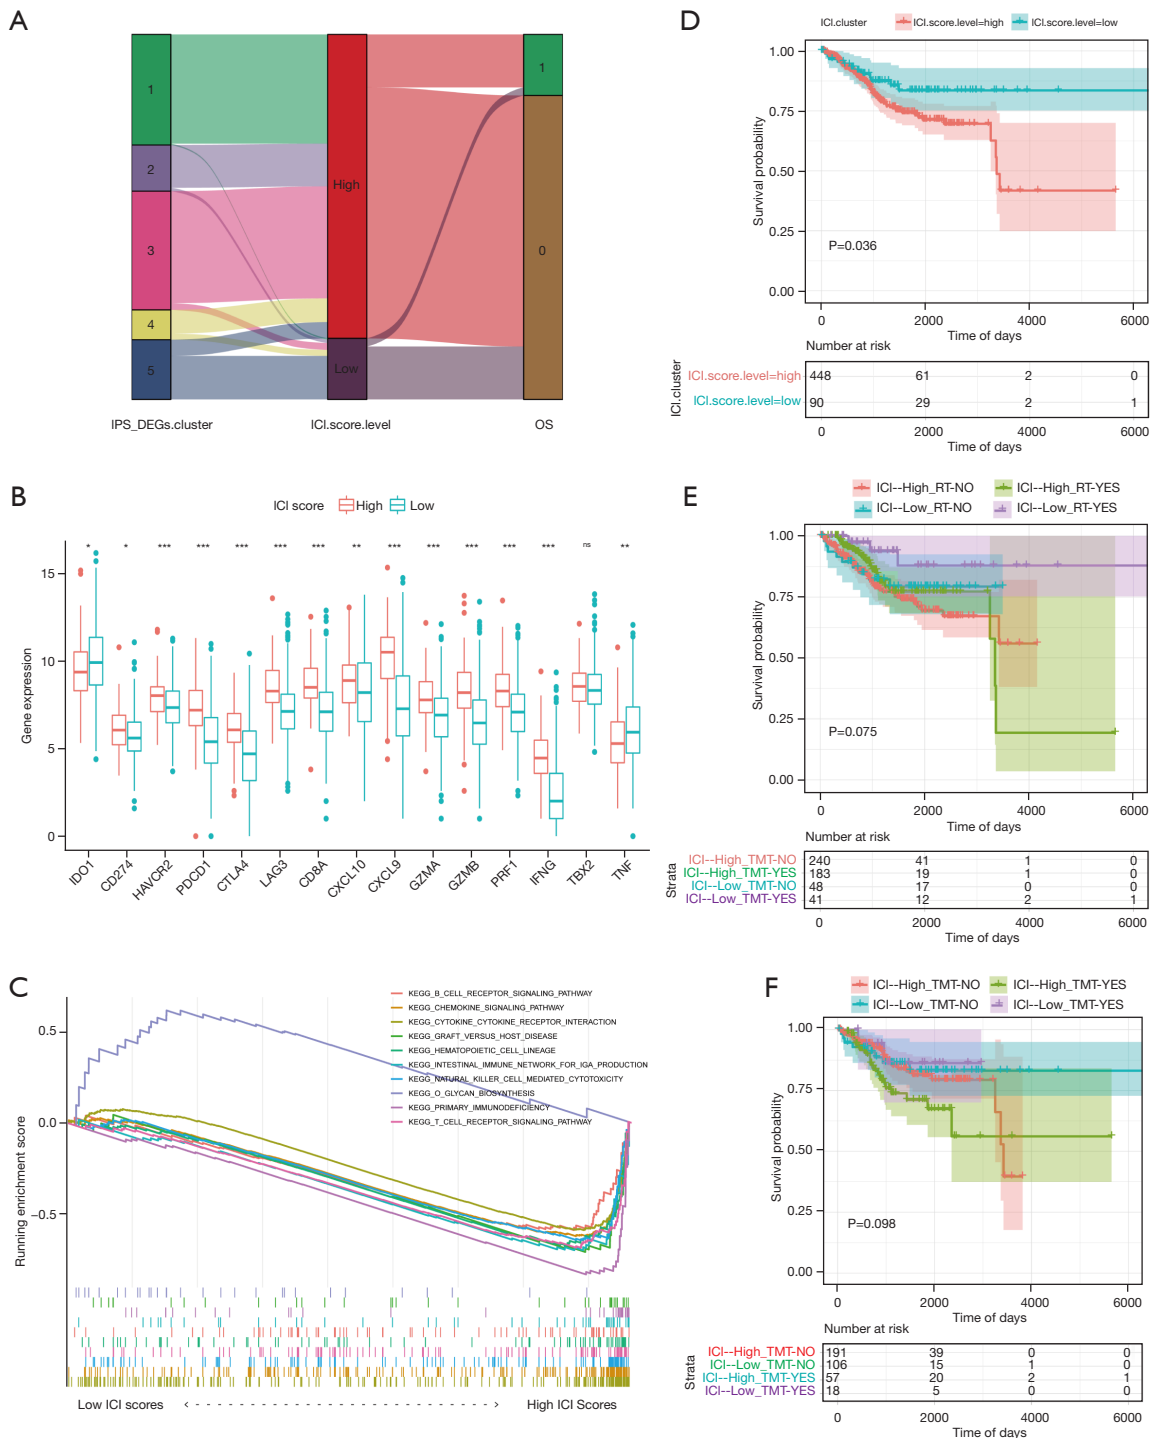 A
1
2
3
4
5
High
Low
1
0
IPS_DEGs.cluster
ICI.score.level
OS
B
ICI score
High
Low
* * *** *** *** *** *** ** *** *** *** *** *** ns **
Gene expression
15
10
5
0
IDO1
CD274
HAVCR2
PDCD1
CTLA4
LAG3
CD8A
CXCL10
CXCL9
GZMA
GZMB
PRF1
IFNG
TBX2
TNF
C
KEGG_B_CELL_RECEPTOR_SIGNALING_PATHWAY
KEGG_CHEMOKINE_SIGNALING_PATHWAY
KEGG_CYTOKINE_CYTOKINE_RECEPTOR_INTERACTION
KEGG_GRAFT_VERSUS_HOST_DISEASE
KEGG_HEMATOPOIETIC_CELL_LINEAGE
KEGG_INTESTINAL_IMMUNE_NETWORK_FOR_IGA_PRODUCTION
KEGG_NATURAL_KILLER_CELL_MEDIATED_CYTOTOXICITY
KEGG_O_GLYCAN_BIOSYNTHESIS
KEGG_PRIMARY_IMMUNODEFICIENCY
KEGG_T_CELL_RECEPTOR_SIGNALING_PATHWAY
Running enrichment score
0.5
0.0
−0.5
Low ICI scores
High ICI Scores
D
ICI.cluster
ICI.score.level=high
ICI.score.level=low
Survival probability
1.00
0.75
0.50
0.25
0.00
P=0.036
0 2000 4000 6000
Time of days
Number at risk
ICI.cluster
ICI.score.level=high 448 61 2 0
ICI.score.level=low 90 29 2 1
0 2000 4000 6000
Time of days
E
ICI--High_RT-NO
ICI--High_RT-YES
ICI--Low_RT-NO
ICI--Low_RT-YES
Survival probability
1.00
0.75
0.50
0.25
0.00
P=0.075
0 2000 4000 6000
Time of days
Number at risk
Strata
ICI--High_TMT-NO 240 41 1 0
ICI--High_TMT-YES 183 19 1 0
ICI--Low_TMT-NO 48 17 0 0
ICI--Low_TMT-YES 41 12 2 1
0 2000 4000 6000
Time of days
F
ICI--High_TMT-NO
ICI--High_TMT-YES
ICI--Low_TMT-NO
ICI--Low_TMT-YES
Survival probability
1.00
0.75
0.50
0.25
0.00
P=0.098
0 2000 4000 6000
Time of days
Number at risk
Strata
ICI--High_TMT-NO 191 39 0 0
ICI--Low_TMT-NO 106 15 1 0
ICI--High_TMT-YES 57 20 2 1
ICI--Low_TMT-YES 18 5 0 0
0 2000 4000 6000
Time of days